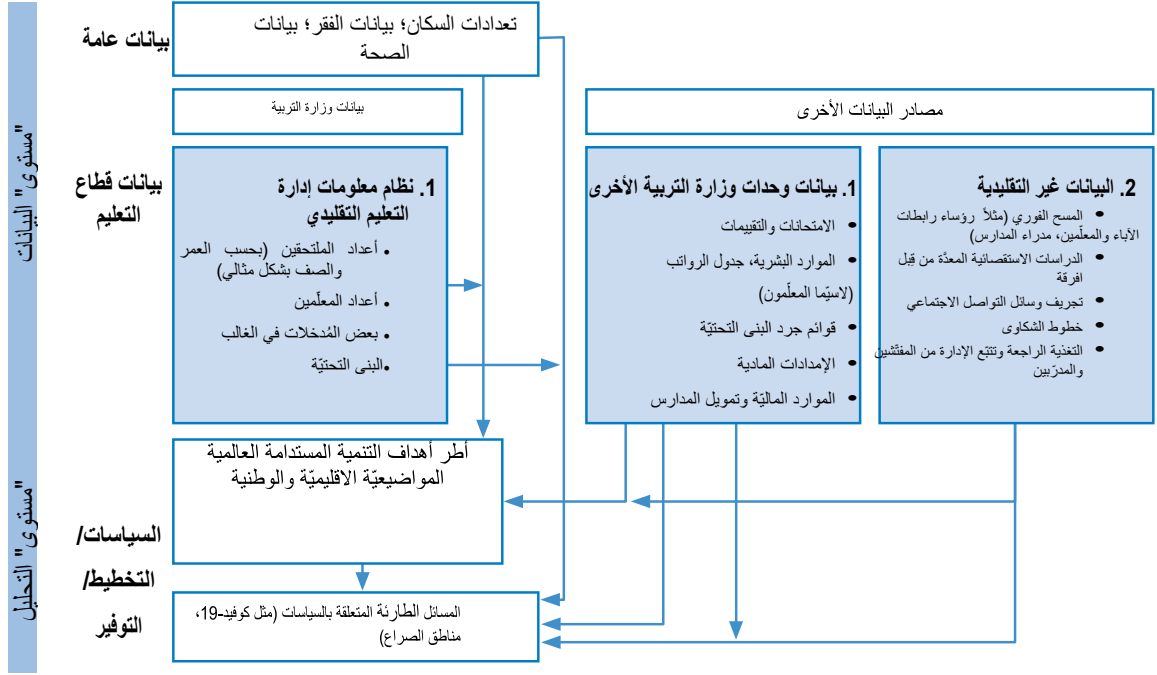 "مستوى" البيانات
بيانات عامة
تعدادات السكان؛ بيانات الفقر؛ بيانات
الصحة
بيانات وزارة التربية
مصادر البيانات الأخرى
بيانات قطاع
التعليم
1. نظام معلومات إدارة
التعليم التقليدي
• أعداد الملتحقين (بحسب العمر
والصف بشكل مثالي)
• أعداد المعلّمين
• بعض المُدخلات في الغالب
•البنى التحتيّة
1. بيانات وحدات وزارة التربية الأخرى
• الامتحانات والتقييمات
• الموارد البشرية، جدول الرواتب
(لاسيّما المعلّمون)
• قوائم جرد البنى التحتيّة
• الإمدادات المادية
• الموارد الماليّة وتمويل المدارس
2. البيانات غير التقليدية
• المسح الفوري (مثلاً رؤساء رابطات
الآباء والمعلّمين، مدراء المدارس)
• الدراسات الاستقصائية المعدّة من قِبل
افرقة
• تجريف وسائل التواصل الاجتماعي
• خطوط الشكاوى
• التغذية الراجعة وتتبّع الإدارة من المفتّشين
والمدرّبين
"مستوى" التحليل
السياسات/
التخطيط/
التوفير
أطر أهداف التنمية المستدامة العالمية
المواضيعيّة الاقليميّة والوطنية
المسائل الطارئة المتعلقة بالسياسات (مثل كوفيد-19،
مناطق الصراع)